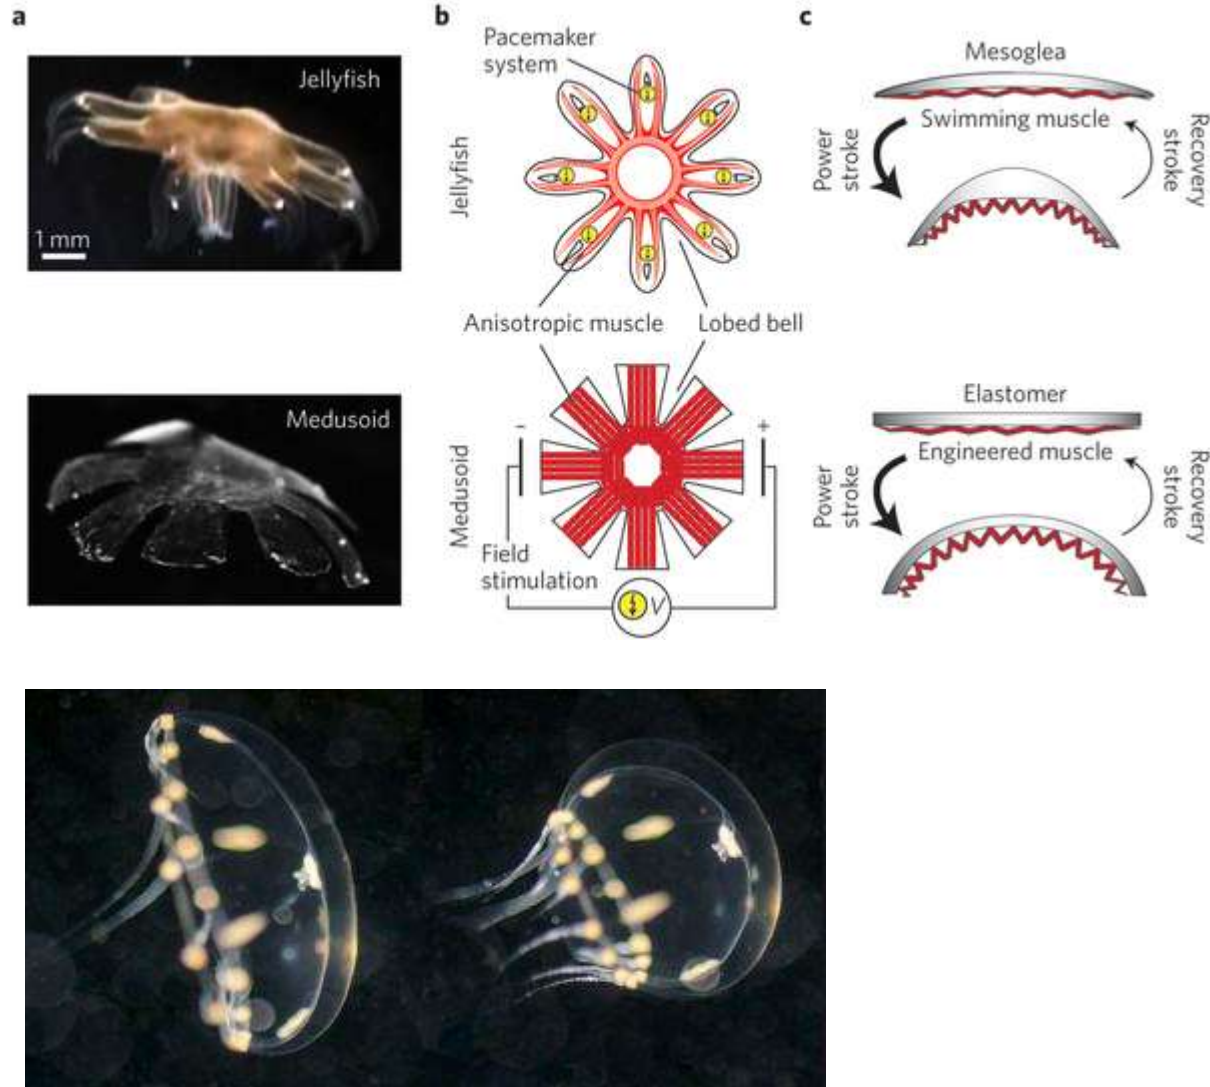 a
Jellyfish
1 mm
Medusoid
b
Pacemaker
system
Jellyfish
Anisotropic muscle
Lobed bell
Medusoid
-
+
Field
stimulation
V
c
Mesoglea
Swimming muscle
Power
stroke
Recovery
stroke
Elastomer
Engineered muscle
Power
stroke
Recovery
stroke